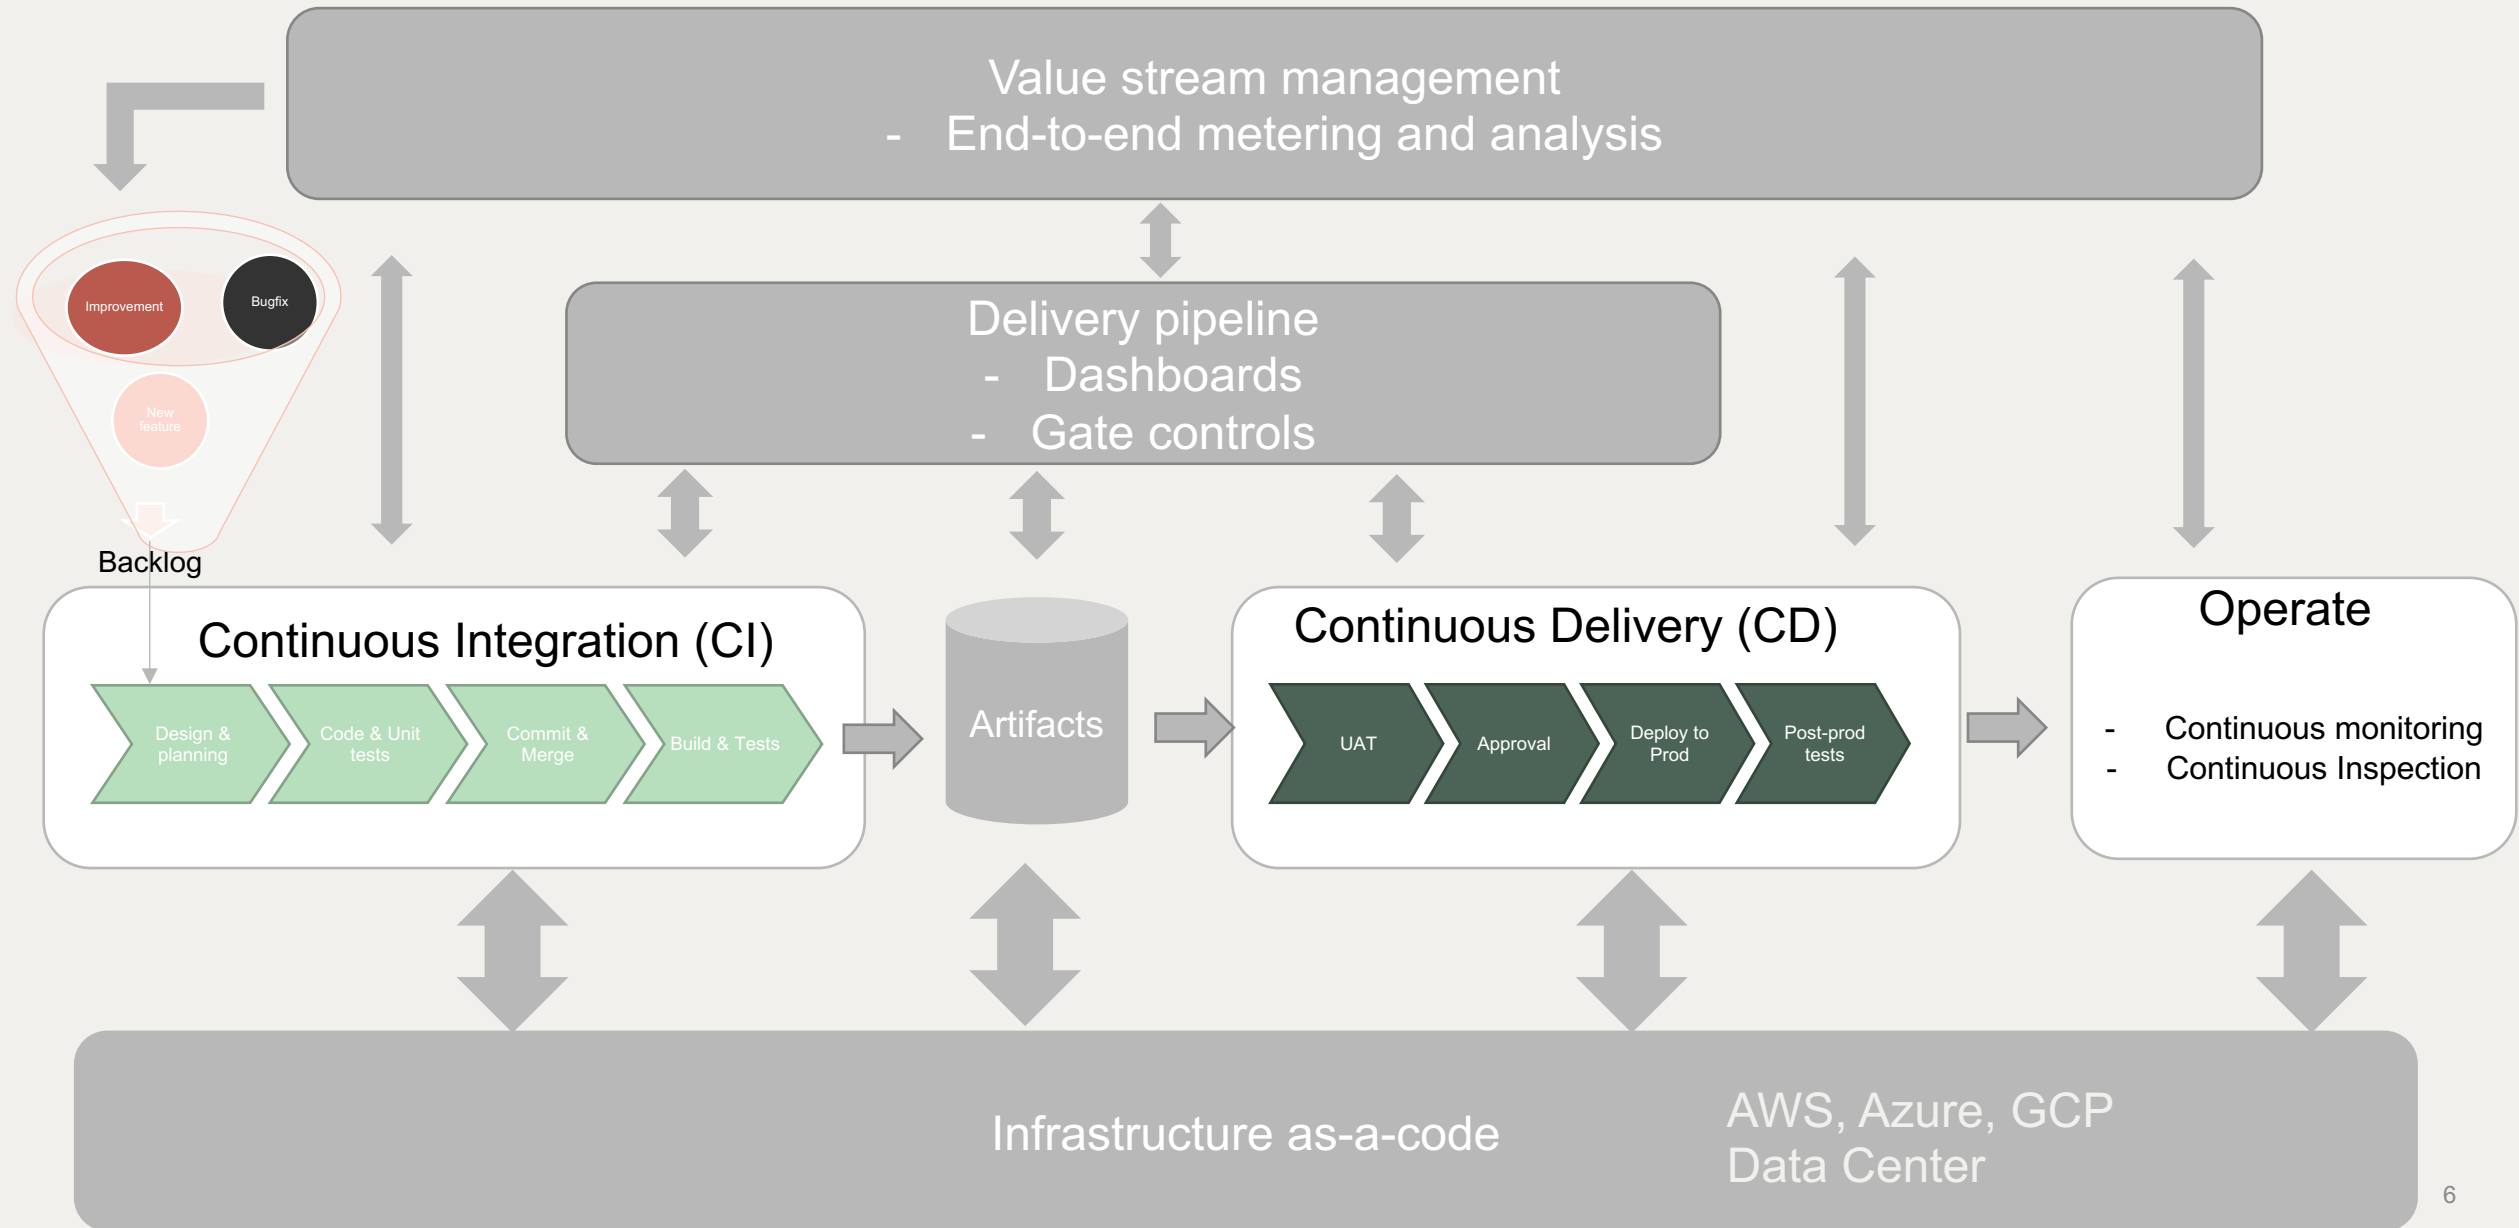 Value stream management
- End-to-end metering and analysis
Improvement
Bugfix
New
feature
Backlog
Delivery pipeline
- Dashboards
- Gate controls
Continuous Integration (CI)
Design &
planning
Code & Unit
tests
Commit &
Merge
Build & Tests
Artifacts
Continuous Delivery (CD)
UAT
Approval
Deploy to
Prod
Post-prod
tests
Operate
- Continuous monitoring
- Continuous Inspection
Infrastructure as-a-code
AWS, Azure, GCP
Data Center
6